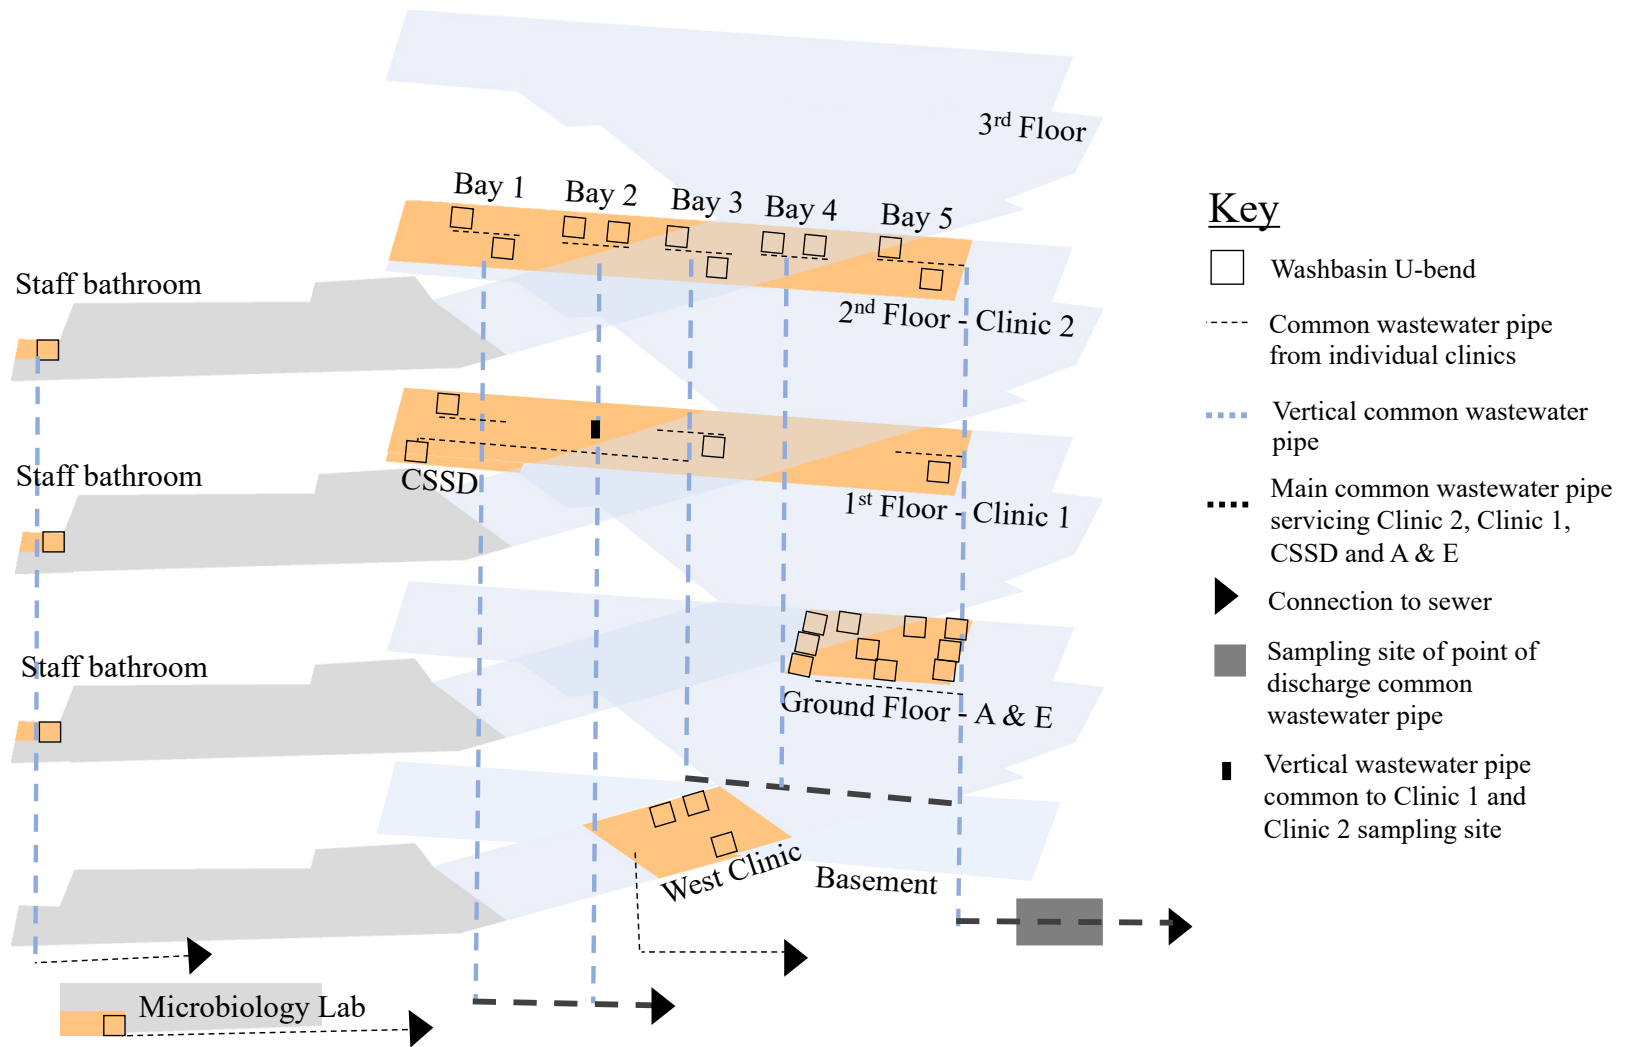 3rd Floor
Bay 1
Bay 2
Bay 3
Bay 4
Bay 5
Staff bathroom
2nd Floor - Clinic 2
Staff bathroom
CSSD
1st Floor - Clinic 1
Staff bathroom
Ground Floor - A & E
West Clinic
Basement
Microbiology Lab
Key
Washbasin U-bend
Common wastewater pipe
from individual clinics
Vertical common wastewater
pipe
Main common wastewater pipe
servicing Clinic 2, Clinic 1,
CSSD and A & E
Connection to sewer
Sampling site of point of
discharge common
wastewater pipe
Vertical wastewater pipe
common to Clinic 1 and
Clinic 2 sampling site